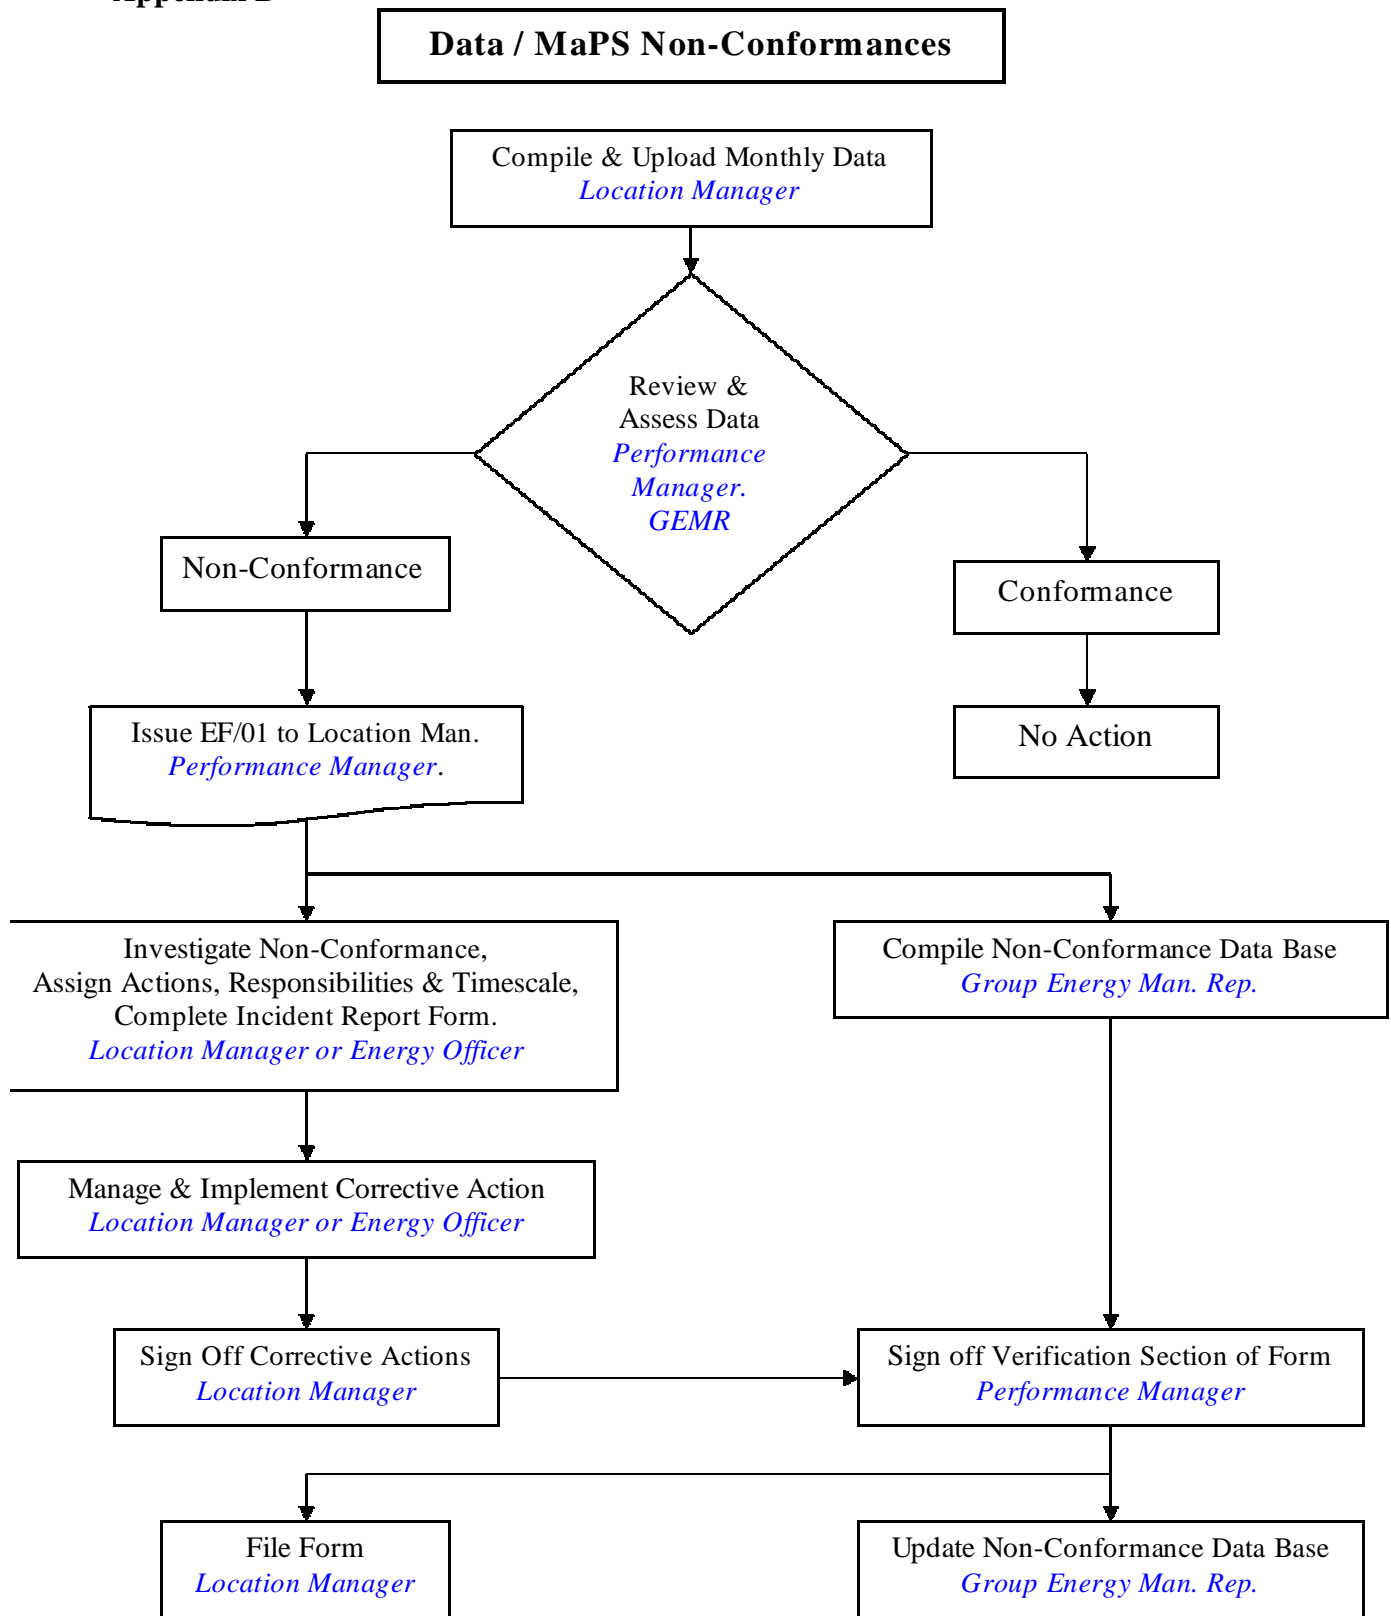 Data / MaPS Non-Conformances
Compile & Upload Monthly Data
Location Manager
Review &
Assess Data
Performance
Manager.
GEMR
Non-Conformance
Conformance
Issue EF/01 to Location Man.
Performance Manager.
No Action
Investigate Non-Conformance,
Assign Actions, Responsibilities & Timescale,
Complete Incident Report Form.
Location Manager or Energy Officer
Compile Non-Conformance Data Base
Group Energy Man. Rep.
Manage & Implement Corrective Action
Location Manager or Energy Officer
Sign Off Corrective Actions
Location Manager
Sign off Verification Section of Form
Performance Manager
File Form
Location Manager
Update Non-Conformance Data Base
Group Energy Man. Rep.